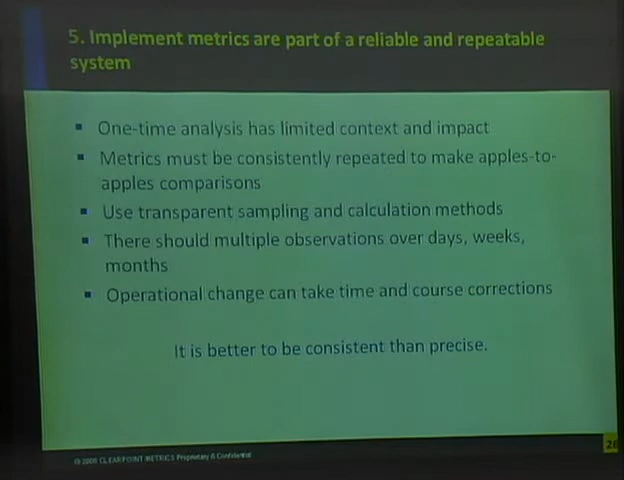 5. Implement metrics are part of a reliable and repeatable
system
▪ One-time analysis has limited context and impact
▪ Metrics must be consistently repeated to make apples-to-
apples comparisons
▪ Use transparent sampling and calculation methods
▪ There should multiple observations over days, weeks,
months
▪ Operational change can take time and course corrections
It is better to be consistent than precise.
© 2008 CLEARPOINT METRICS Proprietary & Confidential